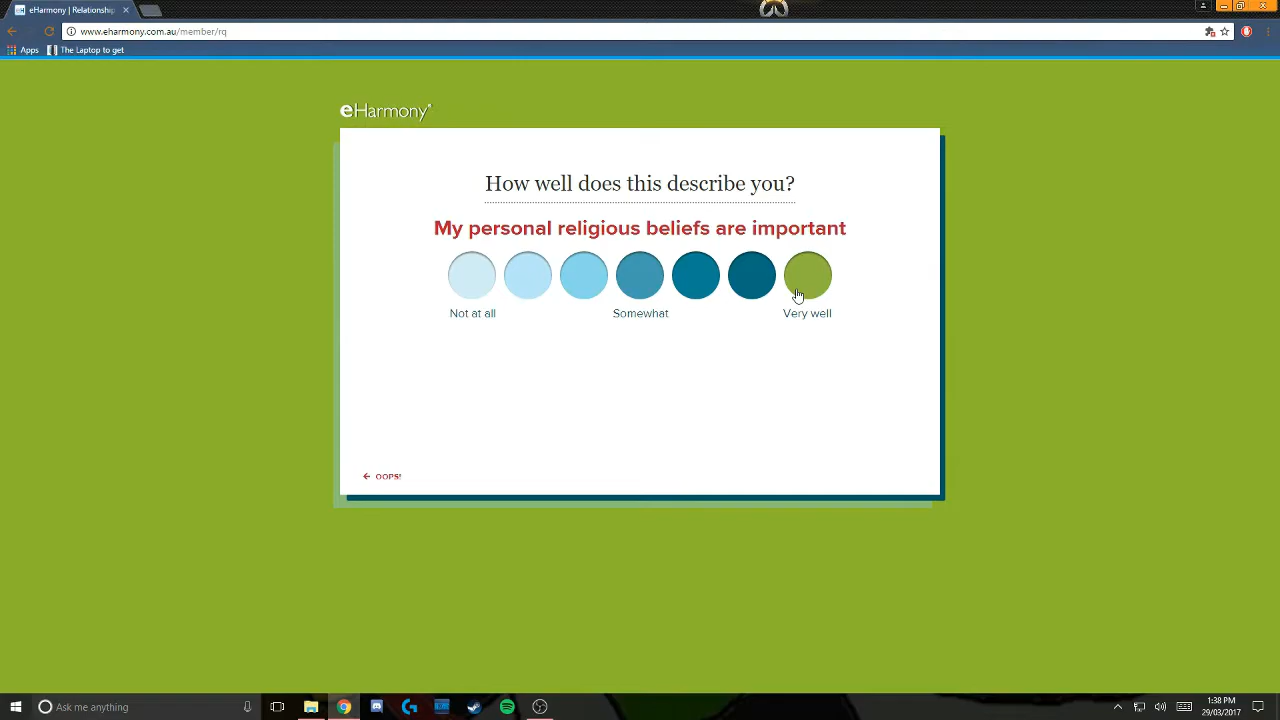 eHarmony | Relationship
www.eharmony.com.au/member/rq
Apps
The Laptop to get
eHarmony®
How well does this describe you?
My personal religious beliefs are important
Not at all
Somewhat
Very well
← OOPS!
Ask me anything
1:38 PM
29/03/2017